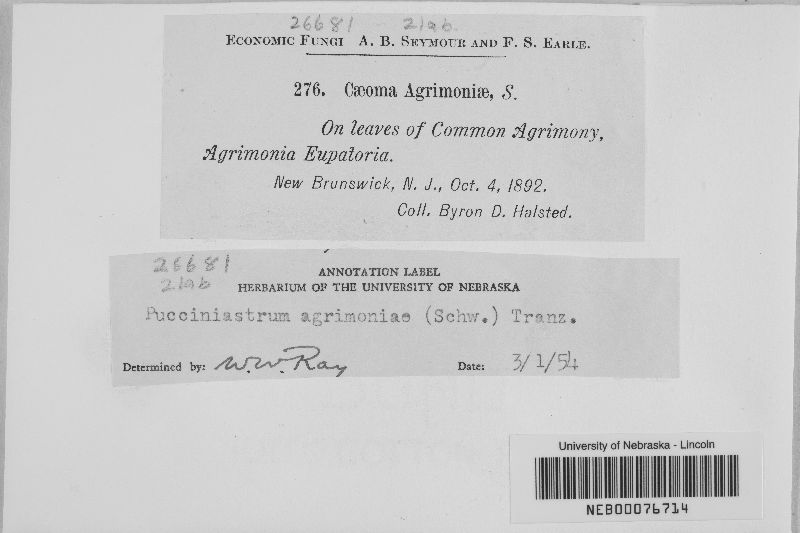 26681 - 21ab.
ECONOMIC FUNGI A. B. SEYMOUR AND F. S. EARLE.
276. Cæoma Agrimoniæ, S.
On leaves of Common Agrimony,
Agrimonia Eupatoria.
New Brunswick, N. J., Oct. 4, 1892.
Coll. Byron D. Halsted.
26681
21ab
ANNOTATION LABEL
HERBARIUM OF THE UNIVERSITY OF NEBRASKA
Pucciniastrum agrimoniae (Schw.) Tranz.
Determined by: W.W. Ray Date: 3/1/54
University of Nebraska - Lincoln
NEB00076714